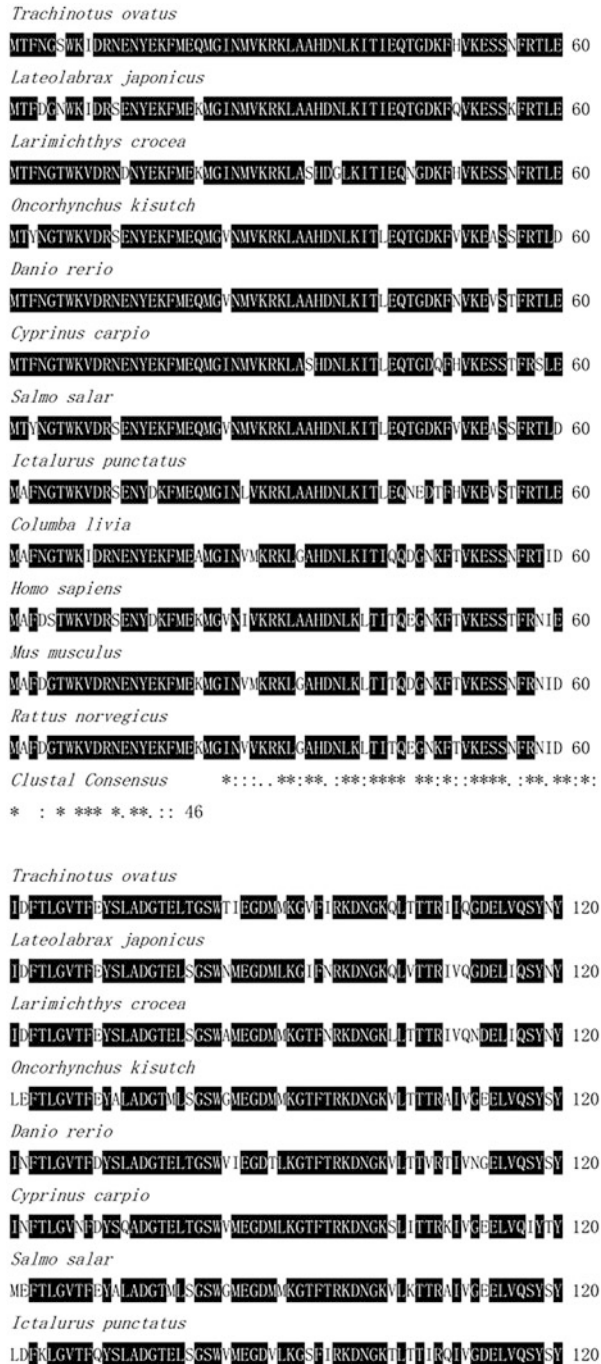 Trachinotus ovatus
MTFNGSWKIDRNENYEKFMEQMGINMVKRKLAAHDNLKITIEQTGDKFHVKESSNFRTLE 60
Lateolabrax japonicus
MTFDGNWKIDRSENYEKFMEKMGINMVKRKLAAHDNLKITIEQTGDKFQVKESSKFRTLE 60
Larimichthys crocea
MTFNGTWKVDRNDNYEKFMEKMGINMVKRKLASHDGLKITIEQNGDKFHVKESSNFRTLE 60
Oncorhynchus kisutch
MTYNGTWKVDRSENYEKFMEQMGVNMVKRKLAAHDNLKITLEQTGDKFVVKEASSFRTLD 60
Danio rerio
MTFNGTWKVDRNENYEKFMEQMGVNMVKRKLAAHDNLKITLEQTGDKFNVKEVSTFRTLE 60
Cyprinus carpio
MTFNGTWKVDRNENYEKFMEQMGINMVKRKLASHDNLKITLEQTGDQFHVKESSTFRSLE 60
Salmo salar
MTYNGTWKVDRSENYEKFMEQMGVNMVKRKLAAHDNLKITLEQTGDKFVVKEASSFRTLD 60
Ictalurus punctatus
MAFNGTWKVDRSENYDKFMEQMGINLVKRKLAAHDNLKITLEQNEDTFHVKEVSTFRTLE 60
Columba livia
MAFNGTWKIDRNENYEKFMEAMGINVMKRKLGAHDNLKITIQQDGNKFTVKESSNFRTID 60
Homo sapiens
MAFDSTWKVDRSENYDKFMEKMGVNIVKRKLAAHDNLKLTITQEGNKFTVKESSTFRNIE 60
Mus musculus
MAFDGTWKVDRNENYEKFMEKMGINVMKRKLGAHDNLKLTITQDGNKFTVKESSNFRNID 60
Rattus norvegicus
MAFDGTWKVDRNENYEKFMEKMGINVVKRKLGAHDNLKLTITQEGNKFTVKESSNFRNID 60
Clustal Consensus *:::..**:**.:**:**** **:*::****.:**.**:*:
* : * *** *.**.:: 46
Trachinotus ovatus
IDFTLGVTFEYSLADGTELTGSWTIEGDMMKGVFIRKDNGKQLTTTRIIQGDELVQSYNY 120
Lateolabrax japonicus
IDFTLGVTFEYSLADGTELSGSWNMEGDMLKGIFNRKDNGKQLVTTRIVQGDELIQSYNY 120
Larimichthys crocea
IDFTLGVTFEYSLADGTELSGSWAMEGDMMKGTFNRKDNGKLLTTTRIVQNDELIQSYNY 120
Oncorhynchus kisutch
LEFTLGVTFEYALADGTMLSGSWGMEGDMMKGTFTRKDNGKVLTTTRAIVGEELVQSYSY 120
Danio rerio
INFTLGVTFDYSLADGTELTGSWVIEGDTLKGTFTRKDNGKVLTTVRTIVNGELVQSYSY 120
Cyprinus carpio
INFTLGVNFDYSQADGTELTGSWVMEGDMLKGTFTRKDNGKSLITTRKIVGEELVQIYTY 120
Salmo salar
MEFTLGVTFEYALADGTMLSGSWGMEGDMMKGTFTRKDNGKVLKTTRAIVGEELVQSYSY 120
Ictalurus punctatus
LDFKLGVTFQYSLADGTELSGSWVMEGDVLKGSFIRKDNGKTLTTIRQIVGDELVQSYSY 120